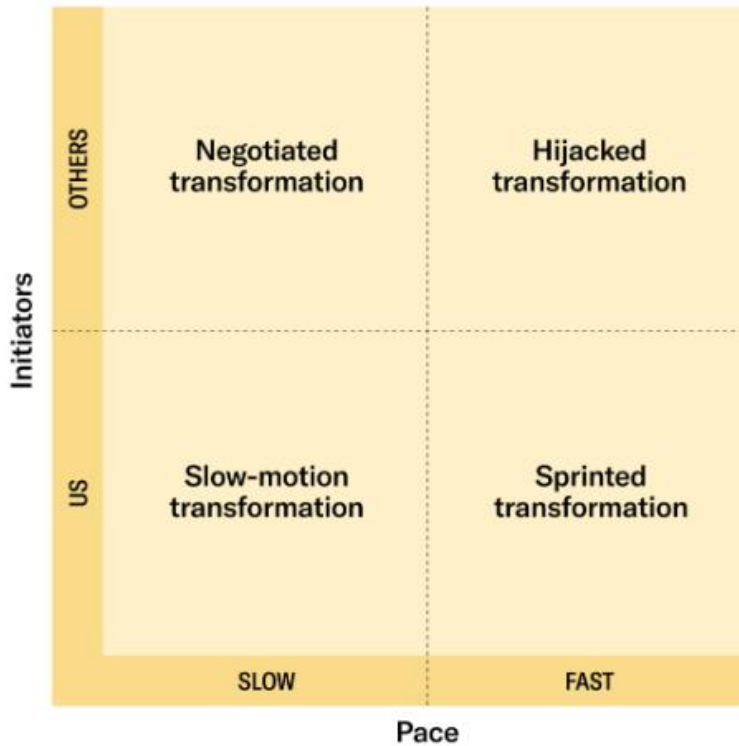 Initiators
OTHERS
US
Negotiated
transformation
Hijacked
transformation
Slow-motion
transformation
Sprinted
transformation
SLOW
FAST
Pace